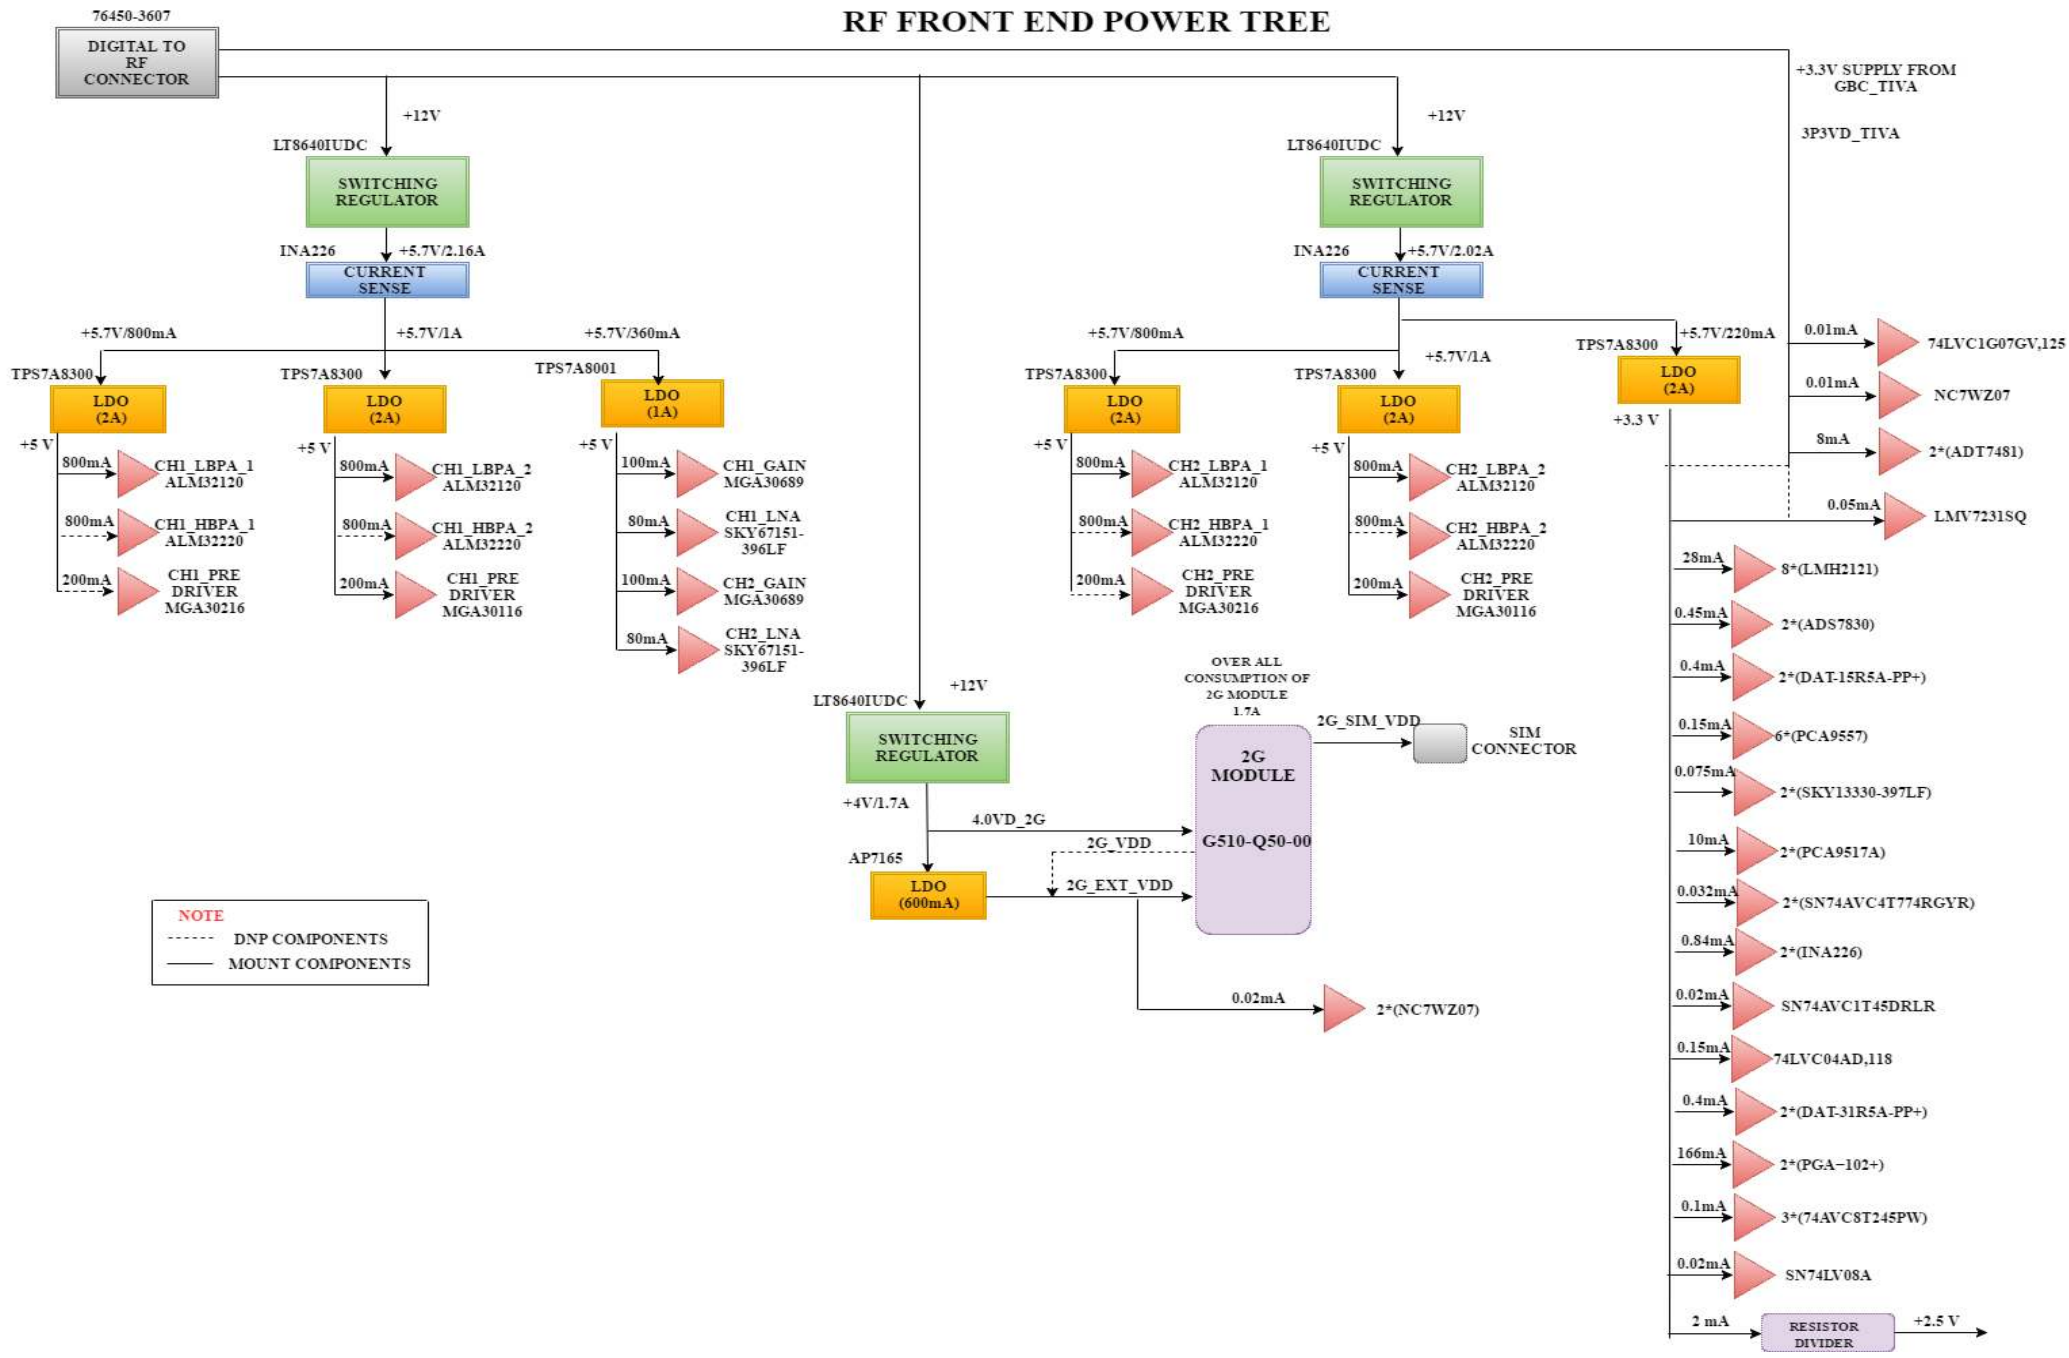 RF FRONT END POWER TREE
76450-3607
DIGITAL TO
RF
CONNECTOR
+3.3V SUPPLY FROM
GBC_TIVA
3P3VD_TIVA
+12V
LT8640IUDC
SWITCHING
REGULATOR
INA226
+5.7V/2.16A
CURRENT
SENSE
+5.7V/800mA
+5.7V/1A
+5.7V/360mA
TPS7A8300
LDO
(2A)
+5 V
800mA
CH1_LBPA_1
ALM32120
800mA
CH1_HBPA_1
ALM32220
200mA
CH1_PRE
DRIVER
MGA30216
TPS7A8300
LDO
(2A)
+5 V
800mA
CH1_LBPA_2
ALM32120
800mA
CH1_HBPA_2
ALM32220
200mA
CH1_PRE
DRIVER
MGA30116
TPS7A8001
LDO
(1A)
+5 V
100mA
CH1_GAIN
MGA30689
80mA
CH1_LNA
SKY67151-
396LF
100mA
CH2_GAIN
MGA30689
80mA
CH2_LNA
SKY67151-
396LF
+12V
LT8640IUDC
SWITCHING
REGULATOR
INA226
+5.7V/2.02A
CURRENT
SENSE
+5.7V/800mA
+5.7V/1A
+5.7V/220mA
TPS7A8300
LDO
(2A)
+5 V
800mA
CH2_LBPA_1
ALM32120
800mA
CH2_HBPA_1
ALM32220
200mA
CH2_PRE
DRIVER
MGA30216
TPS7A8300
LDO
(2A)
+5 V
800mA
CH2_LBPA_2
ALM32120
800mA
CH2_HBPA_2
ALM32220
200mA
CH2_PRE
DRIVER
MGA30116
TPS7A8300
LDO
(2A)
+3.3 V
0.01mA
74LVC1G07GV,125
0.01mA
NC7WZ07
8mA
2*(ADT7481)
0.05mA
LMV7231SQ
28mA
8*(LMH2121)
0.45mA
2*(ADS7830)
0.4mA
2*(DAT-15R5A-PP+)
0.15mA
6*(PCA9557)
0.075mA
2*(SKY13330-397LF)
10mA
2*(PCA9517A)
0.032mA
2*(SN74AVC4T774RGYR)
0.84mA
2*(INA226)
0.02mA
SN74AVC1T45DRLR
0.15mA
74LVC04AD,118
0.4mA
2*(DAT-31R5A-PP+)
166mA
2*(PGA-102+)
0.1mA
3*(74AVC8T245PW)
0.02mA
SN74LV08A
2 mA
RESISTOR
DIVIDER
+2.5 V
+12V
LT8640IUDC
SWITCHING
REGULATOR
+4V/1.7A
4.0VD_2G
AP7165
LDO
(600mA)
2G_VDD
2G_EXT_VDD
OVER ALL
CONSUMPTION OF
2G MODULE
1.7A
2G
MODULE
G510-Q50-00
2G_SIM_VDD
SIM
CONNECTOR
0.02mA
2*(NC7WZ07)
NOTE
DNP COMPONENTS
MOUNT COMPONENTS